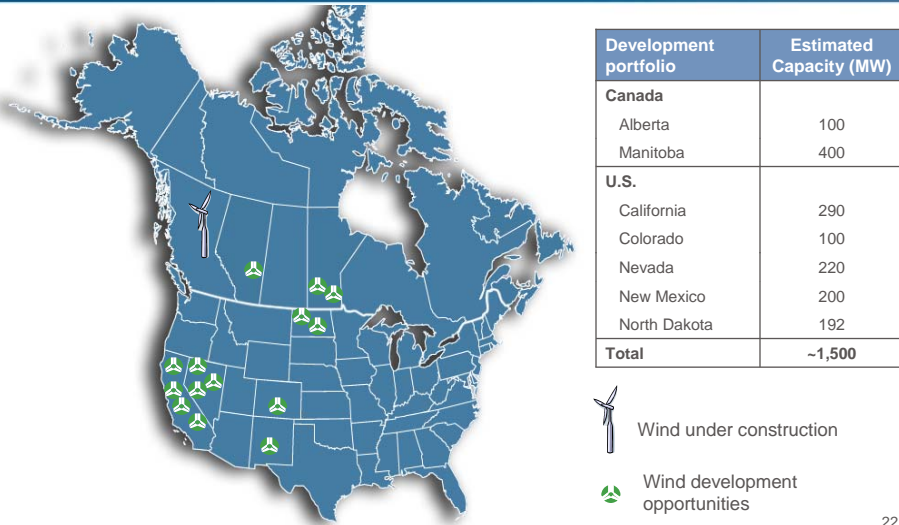 Development portfolio Estimated Capacity (MW)
Canada
Alberta 100
Manitoba 400
U.S.
California 290
Colorado 100
Nevada 220
New Mexico 200
North Dakota 192
Total ~1,500
Wind under construction
Wind development
opportunities
22